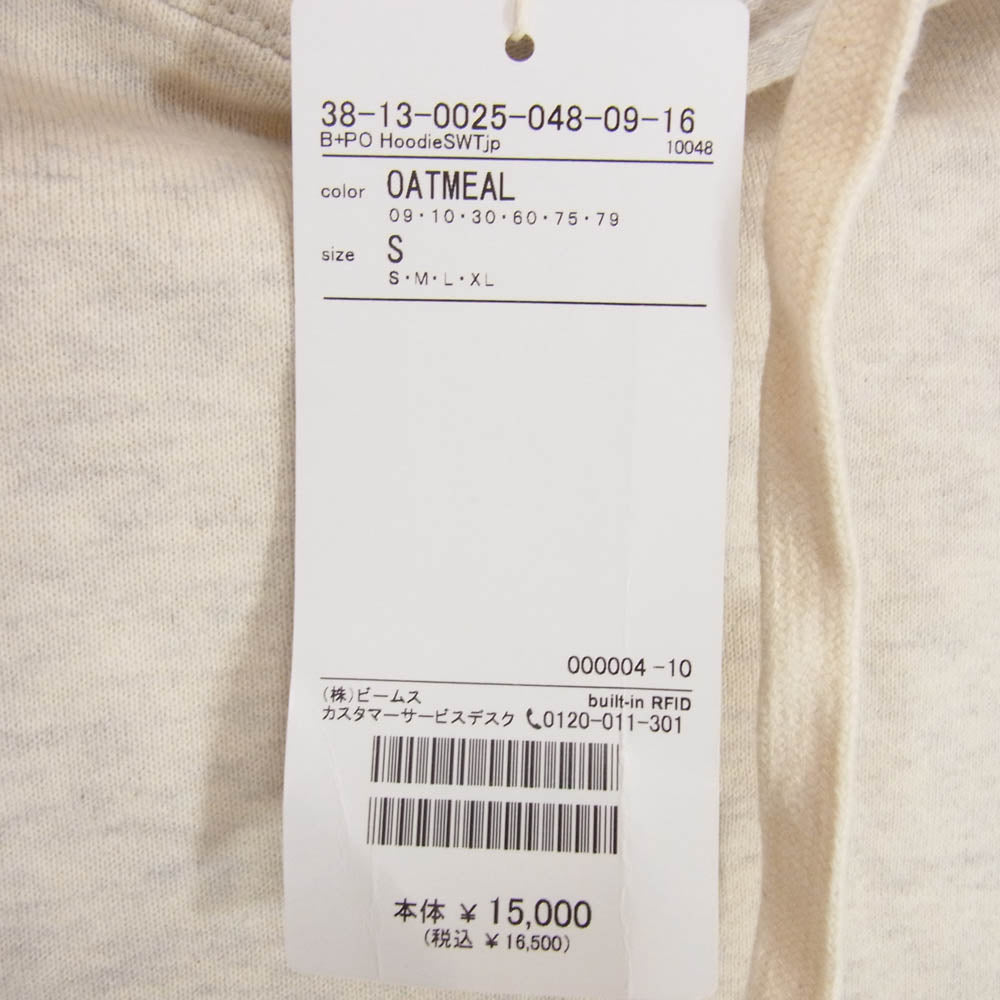 38-13-0025-048-09-16
B+PO HoodieSWTjp 10048
color OATMEAL
09・10・30・60・75・79
size S
S・M・L・XL
000004 -10
(株)ビームス built-in RFID
カスタマーサービスデスク 0120-011-301
本体 ¥ 15,000
(税込 ¥ 16,500)